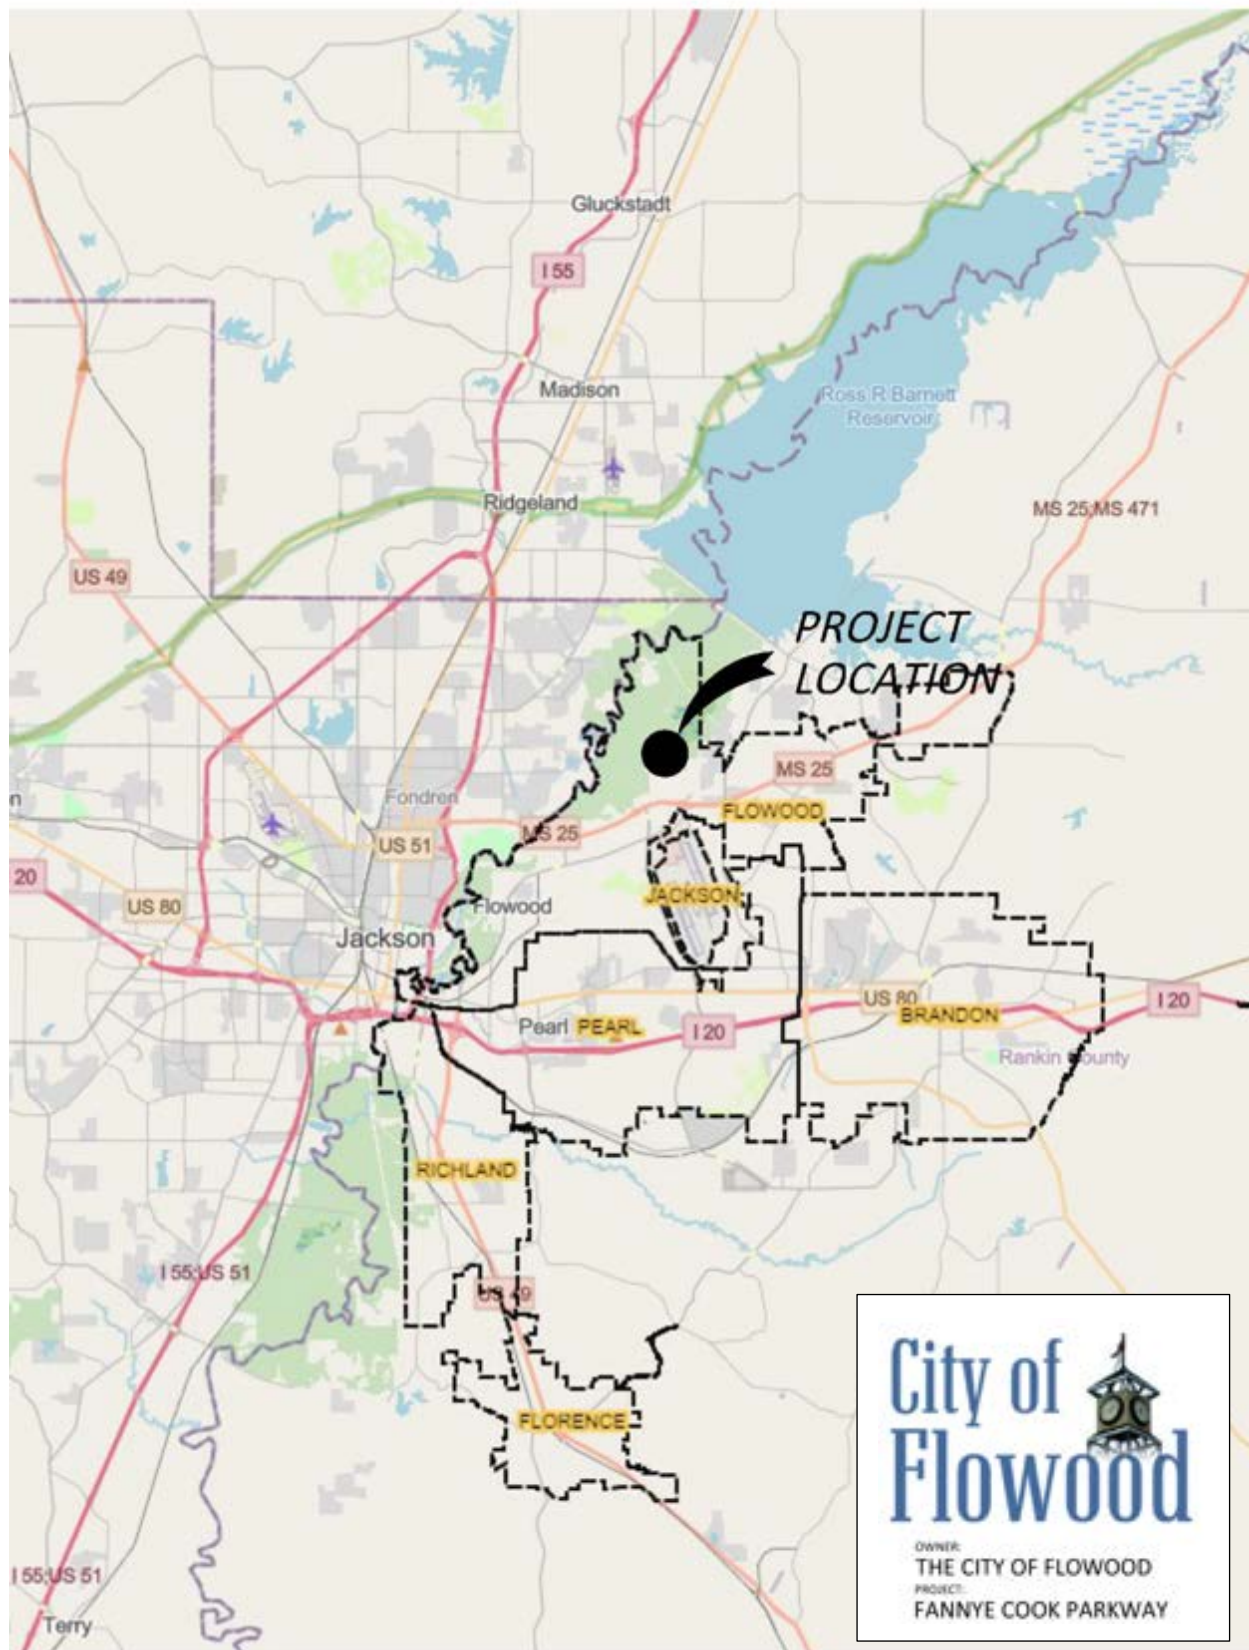 Gluckstadt
I 55
Madison
Ross R Barnett
Reservoir
Ridgeland
MS 25;MS 471
US 49
PROJECT
LOCATION
MS 25
Fondren
FLOWOOD
MS 25
US 51
20
JACKSON
US 80
Flowood
Jackson
US 80
I 20
BRANDON
Pearl
PEARL
I 20
Rankin County
RICHLAND
I 55;US 51
US 49
FLORENCE
City of
Flowood
OWNER:
THE CITY OF FLOWOOD
PROJECT:
FANNYE COOK PARKWAY
I 55;US 51
Terry